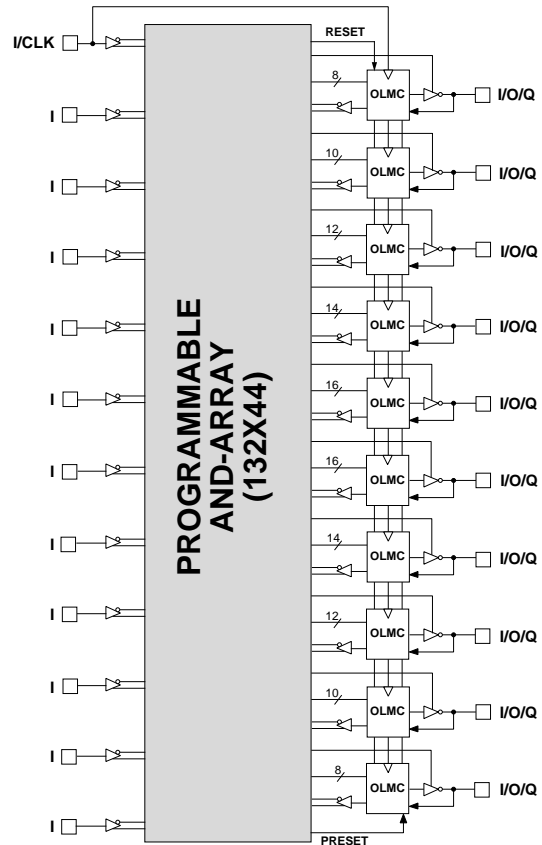 RESET
I/CLK
8
OLMC
I/O/Q
I
10
OLMC
I/O/Q
I
12
OLMC
I/O/Q
I
14
OLMC
I/O/Q
I
16
OLMC
I/O/Q
I
PROGRAMMABLE
AND-ARRAY
(132X44)
16
OLMC
I/O/Q
I
14
OLMC
I/O/Q
I
12
OLMC
I/O/Q
I
10
OLMC
I/O/Q
I
8
OLMC
I/O/Q
I
I
PRESET